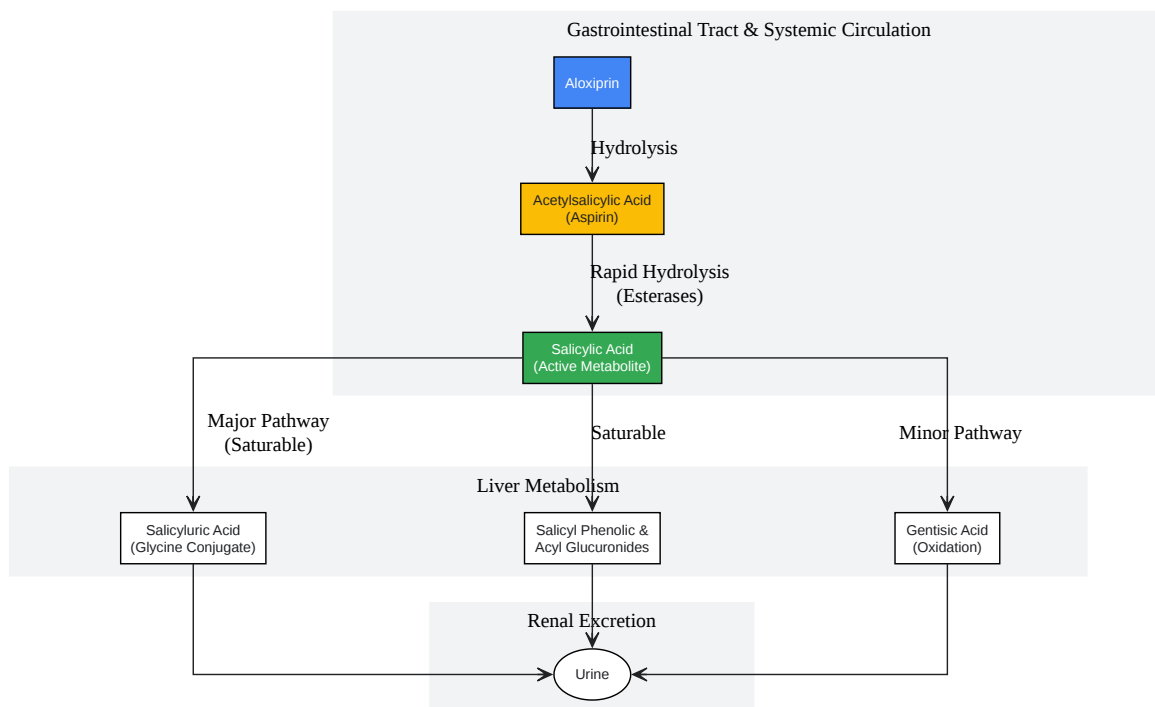 Gastrointestinal Tract & Systemic Circulation
Aloxiprin
Hydrolysis
Acetylsalicylic Acid
(Aspirin)
Rapid Hydrolysis
(Esterases)
Salicylic Acid
(Active Metabolite)
Major Pathway
(Saturable)
Saturable
Minor Pathway
Liver Metabolism
Salicyluric Acid
(Glycine Conjugate)
Salicyl Phenolic &
Acyl Glucuronides
Gentisic Acid
(Oxidation)
Renal Excretion
Urine